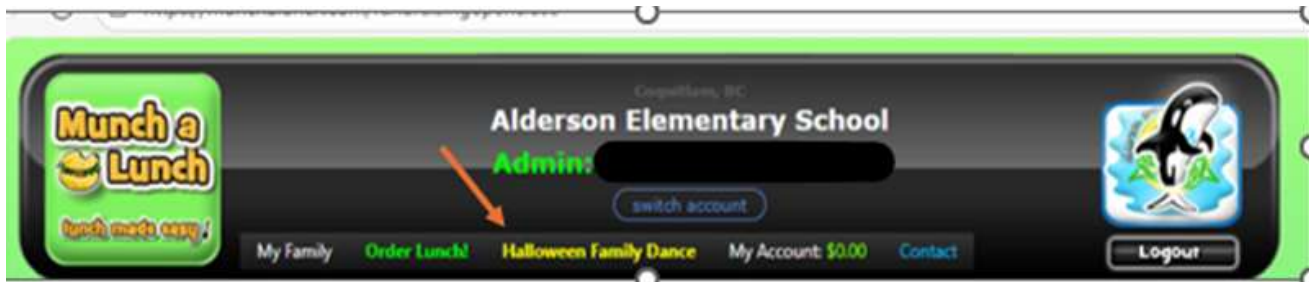 Munch a
Lunch
lunch made easy!
Coquitlam, BC
Alderson Elementary School
Admin:
switch account
My Family Order Lunch! Halloween Family Dance My Account: $0.00 Contact
Logout